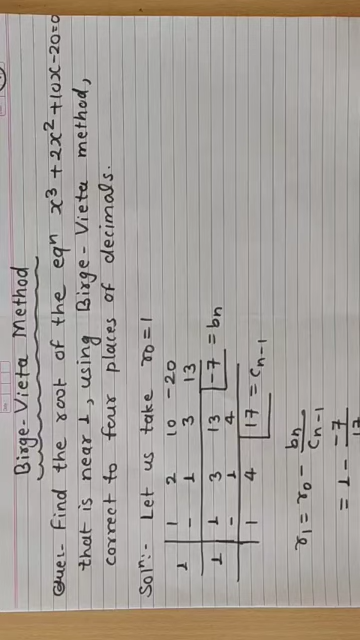 Birge-Vieta Method
Que:- Find the root of the eqⁿ x³ + 2x² + 10x - 20 = 0
that is near 1, using Birge-Vieta method,
correct to four places of decimals.
Solⁿ:- Let us take r₀ = 1
1 | 1 2 10 -20
- 1 3 13
1 | 1 3 13 |-7 = bn
- 1 4
1 4 |17 = Cn-1
r₁ = r₀ - bn / Cn-1
= 1 - -7 / 17